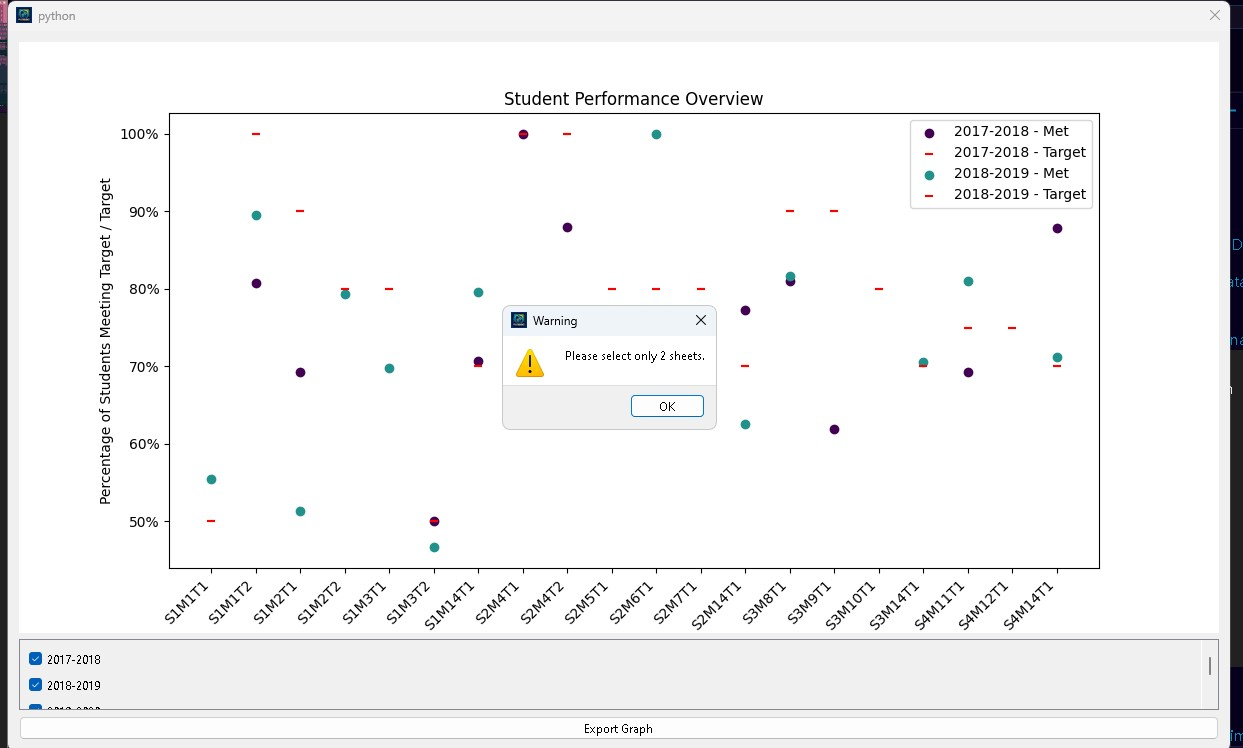 python
Student Performance Overview
Percentage of Students Meeting Target / Target
100%
90%
80%
70%
60%
50%
2017-2018 - Met
2017-2018 - Target
2018-2019 - Met
2018-2019 - Target
Warning
Please select only 2 sheets.
OK
S1M1T1
S1M1T2
S1M2T1
S1M2T2
S1M3T1
S1M3T2
S1M14T1
S2M4T1
S2M4T2
S2M5T1
S2M6T1
S2M7T1
S2M14T1
S3M8T1
S3M9T1
S3M10T1
S3M14T1
S4M11T1
S4M12T1
S4M14T1
2017-2018
2018-2019
Export Graph